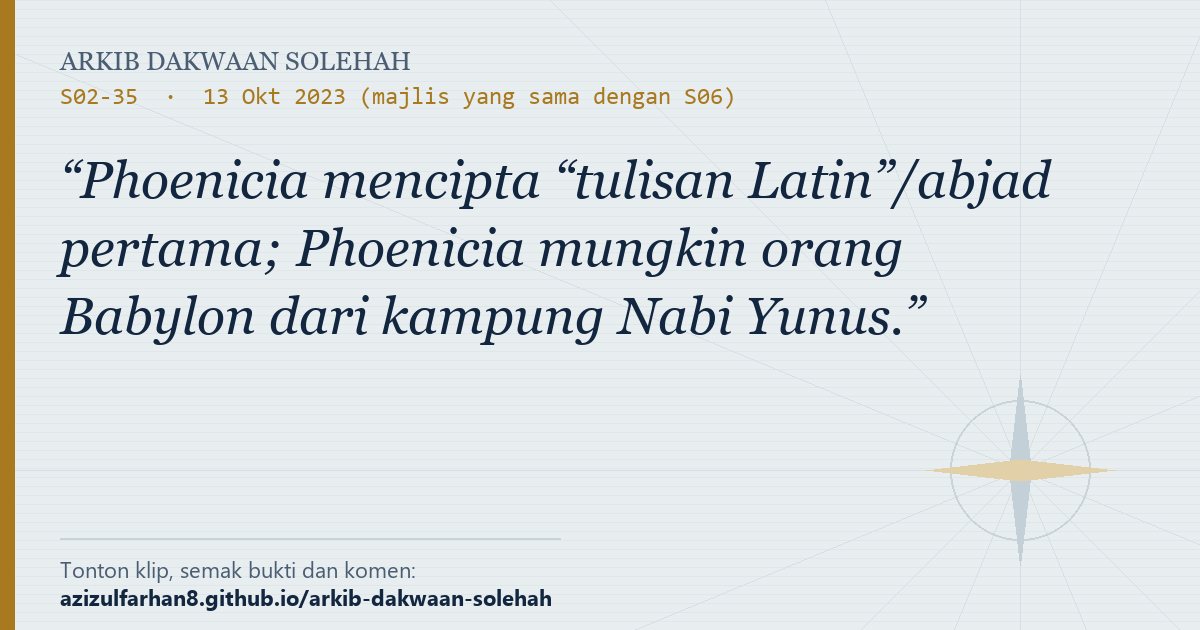 ARKIB DAKWAAN SOLEHAH
S02-35 · 13 Okt 2023 (majlis yang sama dengan S06)
“Phoenicia mencipta “tulisan Latin”/abjad
pertama; Phoenicia mungkin orang
Babylon dari kampung Nabi Yunus.”
Tonton klip, semak bukti dan komen:
azizulfarhan8.github.io/arkib-dakwaan-solehah